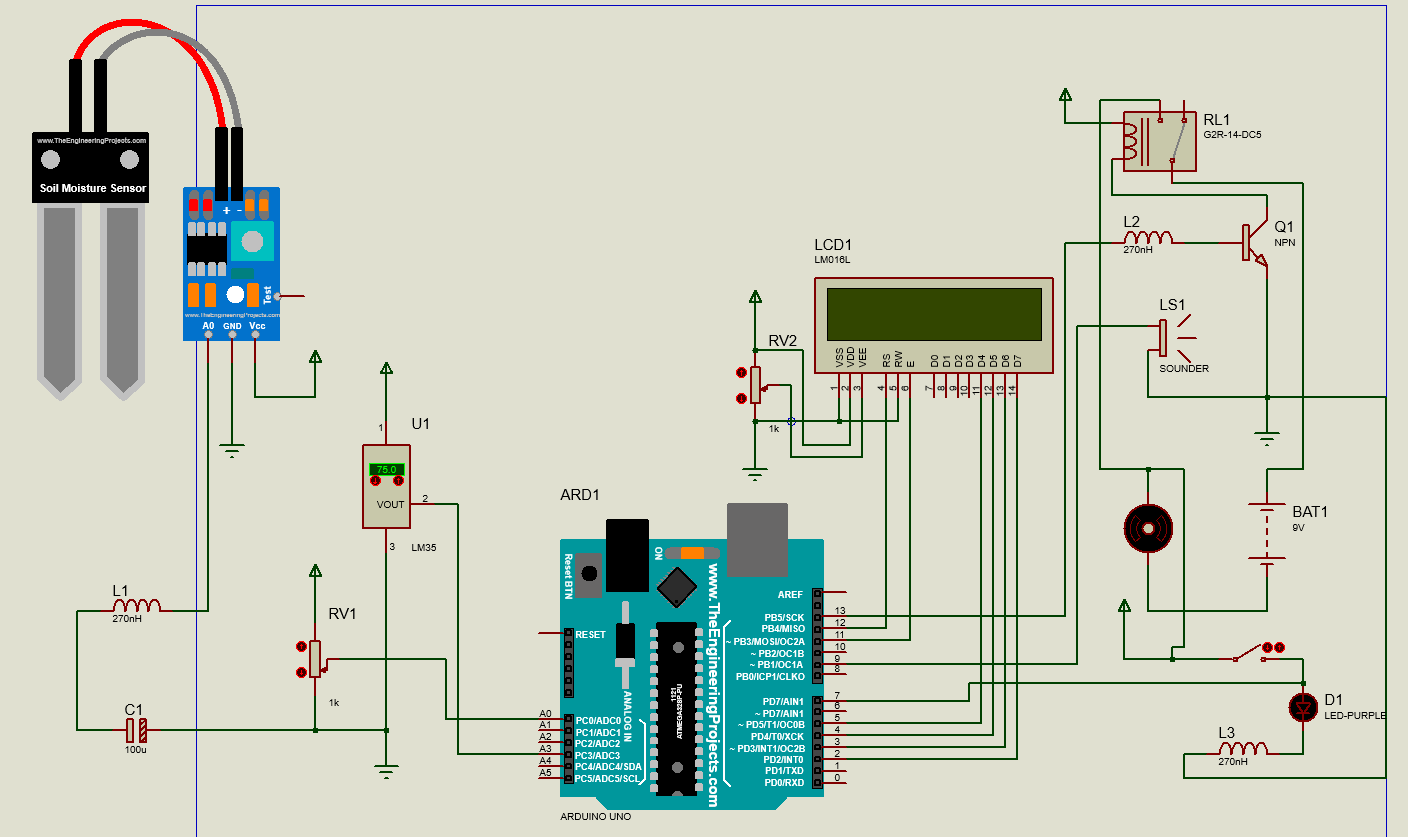 www.TheEngineeringProjects.com
Soil Moisture Sensor
+ -
Test
www.TheEngineeringProjects.com
A0 GND Vcc
RL1
G2R-14-DC5
L2
270nH
Q1
NPN
LCD1
LM016L
LS1
SOUNDER
RV2
1k
VSS VDD VEE RS RW E D0 D1 D2 D3 D4 D5 D6 D7
1 2 3 4 5 6 7 8 9 10 11 12 13 14
U1
1
75.0
VOUT
2
3
LM35
ARD1
BAT1
9V
Reset BTN
ON
www.TheEngineeringProjects.com
L1
270nH
RV1
1k
C1
100u
RESET
ANALOG IN
1121
ATMEGA328P-PU
AREF
PB5/SCK 13
PB4/MISO 12
~ PB3/MOSI/OC2A 11
~ PB2/OC1B 10
~ PB1/OC1A 9
PB0/ICP1/CLKO 8
PD7/AIN1 7
~ PD7/AIN1 6
~ PD5/T1/OC0B 5
PD4/T0/XCK 4
~ PD3/INT1/OC2B 3
PD2/INT0 2
PD1/TXD 1
PD0/RXD 0
A0 PC0/ADC0
A1 PC1/ADC1
A2 PC2/ADC2
A3 PC3/ADC3
A4 PC4/ADC4/SDA
A5 PC5/ADC5/SCL
ARDUINO UNO
D1
LED-PURPLE
L3
270nH